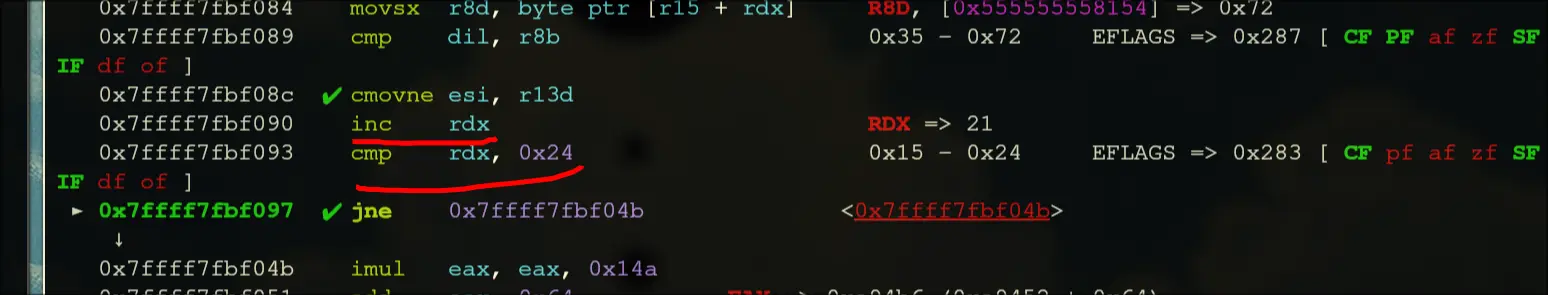 0x7ffff7fbf084 movsx r8d, byte ptr [r15 + rdx] R8D, [0x555555558154] => 0x72
0x7ffff7fbf089 cmp dil, r8b 0x35 - 0x72 EFLAGS => 0x287 [ CF PF af zf SF
IF df of ]
0x7ffff7fbf08c ✔ cmovne esi, r13d
0x7ffff7fbf090 inc rdx RDX => 21
0x7ffff7fbf093 cmp rdx, 0x24 0x15 - 0x24 EFLAGS => 0x283 [ CF pf af zf SF
IF df of ]
► 0x7ffff7fbf097 ✔ jne 0x7ffff7fbf04b <0x7ffff7fbf04b>
↓
0x7ffff7fbf04b imul eax, eax, 0x14a